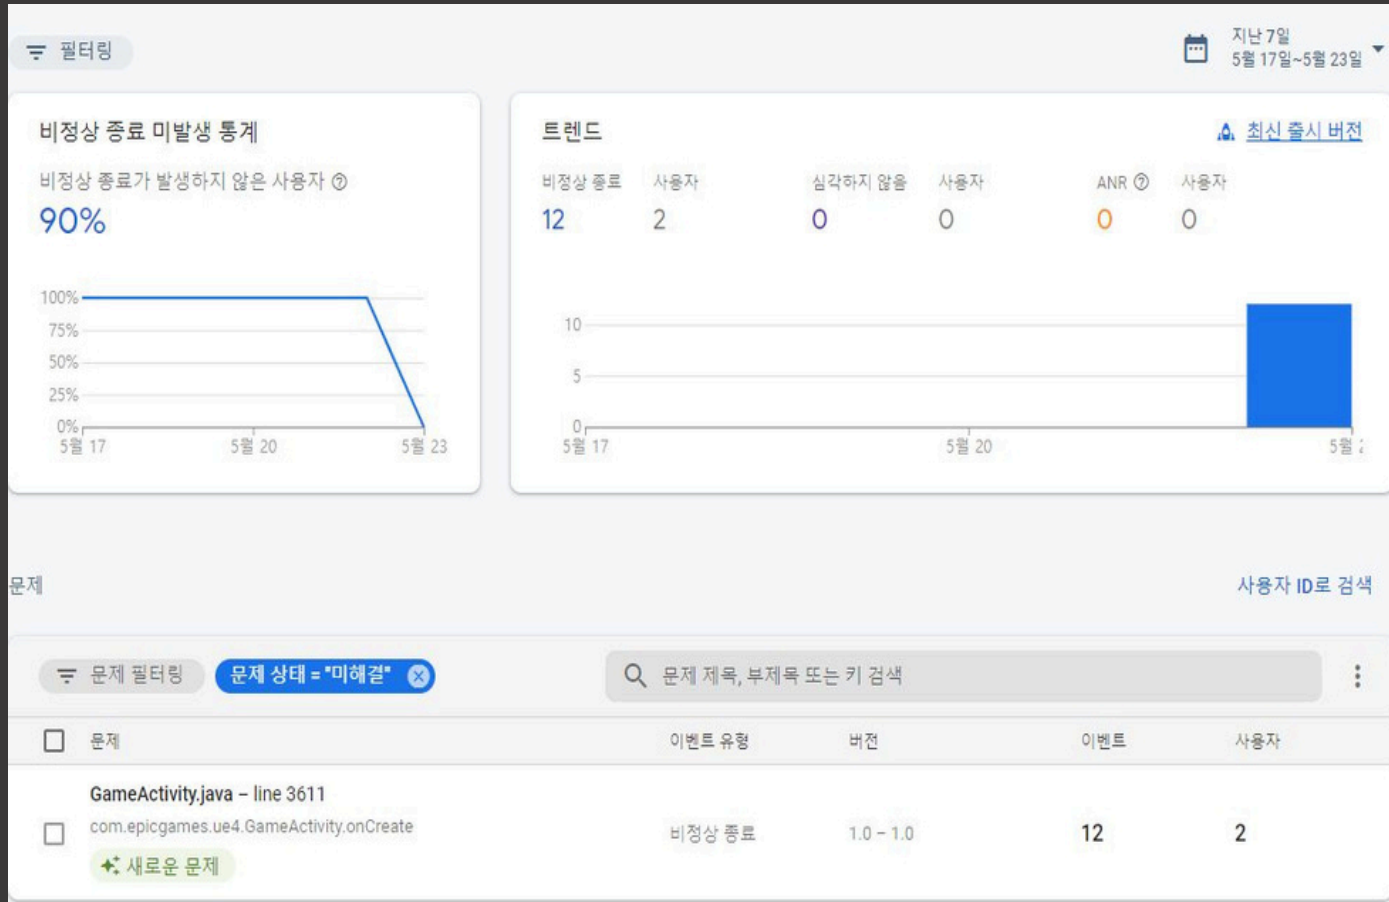 필터링
지난 7일
5월 17일~5월 23일
비정상 종료 미발생 통계
비정상 종료가 발생하지 않은 사용자
90%
100%
75%
50%
25%
0%
5월 17
5월 20
5월 23
트렌드
최신 출시 버전
비정상 종료 사용자 심각하지 않음 사용자 ANR 사용자
12 2 0 0 0 0
10
5
0
5월 17
5월 20
5월
문제
사용자 ID로 검색
문제 필터링
문제 상태 = "미해결"
문제 제목, 부제목 또는 키 검색
문제 이벤트 유형 버전 이벤트 사용자
GameActivity.java – line 3611
com.epicgames.ue4.GameActivity.onCreate
새로운 문제
비정상 종료 1.0 – 1.0 12 2